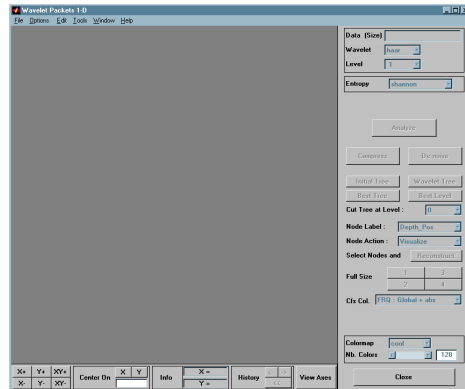 Wavelet Packets 1-D
File Options Edit Tools Window Help
Data (Size)
Wavelet haar
Level 1
Entropy shannon
Analyze
Compress De-noise
Initial Tree Wavelet Tree
Best Tree Best Level
Cut Tree at Level : 0
Node Label : Depth_Pos
Node Action : Visualize
Select Nodes and Reconstruct
Full Size 1 3
2 4
Cfs Col. FRQ : Global + abs
Colormap cool
Nb. Colors 128
X+ Y+ XY+ Center On X Y Info X = History <- -> View Axes
X- Y- XY- Y = <<-
Close